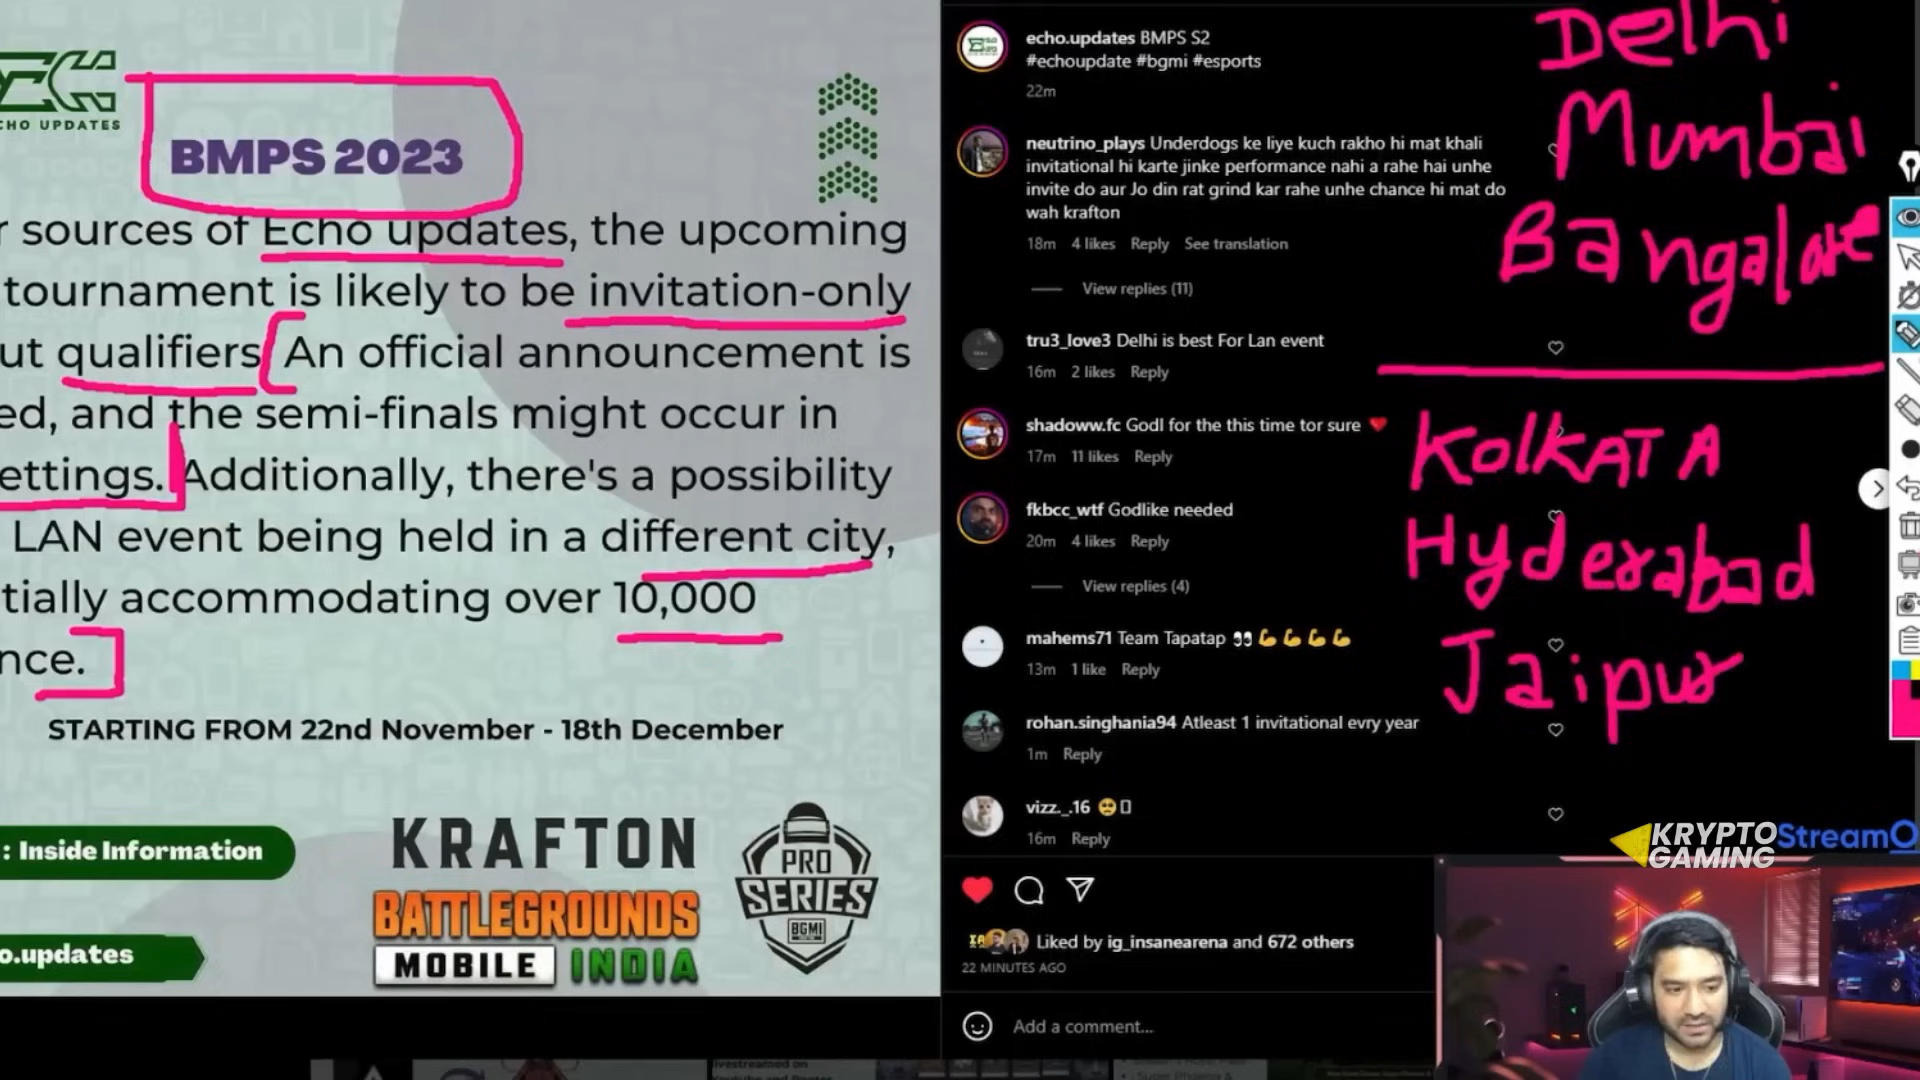 CHO UPDATES
BMPS 2023
r sources of Echo updates, the upcoming
tournament is likely to be invitation-only
ut qualifiers. An official announcement is
ed, and the semi-finals might occur in
ettings. Additionally, there's a possibility
LAN event being held in a different city,
tially accommodating over 10,000
nce.
STARTING FROM 22nd November - 18th December
: Inside Information
o.updates
KRAFTON
BATTLEGROUNDS
MOBILE INDIA
PRO
SERIES
BGMI
echo.updates BMPS S2
#echoupdate #bgmi #esports
22m
neutrino_plays Underdogs ke liye kuch rakho hi mat khali
invitational hi karte jinke performance nahi a rahe hai unhe
invite do aur Jo din rat grind kar rahe unhe chance hi mat do
wah krafton
18m 4 likes Reply See translation
View replies (11)
tru3_love3 Delhi is best For Lan event
16m 2 likes Reply
shadoww.fc Godl for the this time tor sure ❤️
17m 11 likes Reply
fkbcc_wtf Godlike needed
20m 4 likes Reply
View replies (4)
mahems71 Team Tapatap 👀💪💪💪💪
13m 1 like Reply
rohan.singhania94 Atleast 1 invitational evry year
1m Reply
vizz._.16 🥺
16m Reply
Liked by ig_insanearena and 672 others
22 MINUTES AGO
Add a comment...
Delhi
Mumbai
Bangalore
KolKATA
Hyderabad
Jaipur
KRYPTO
GAMING
StreamO